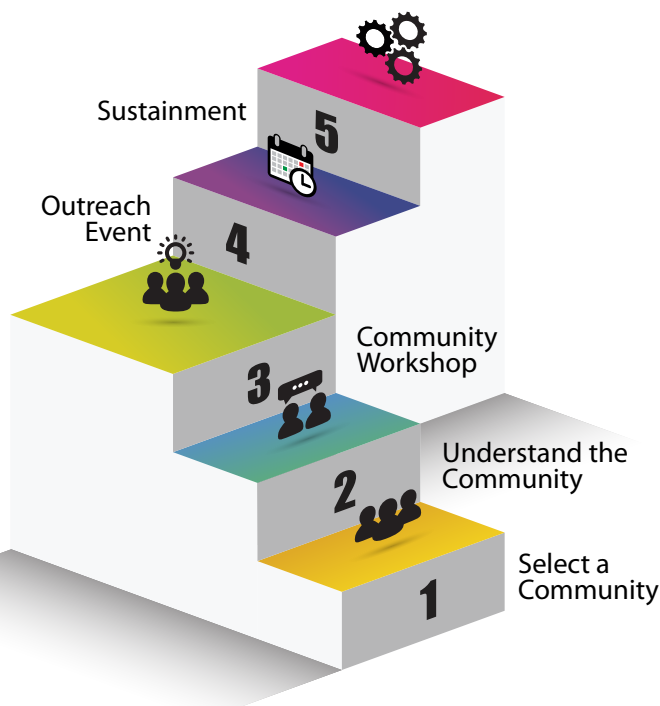 Sustainment
5
Outreach
Event
4
Community
Workshop
3
Understand the
Community
2
Select a
Community
1